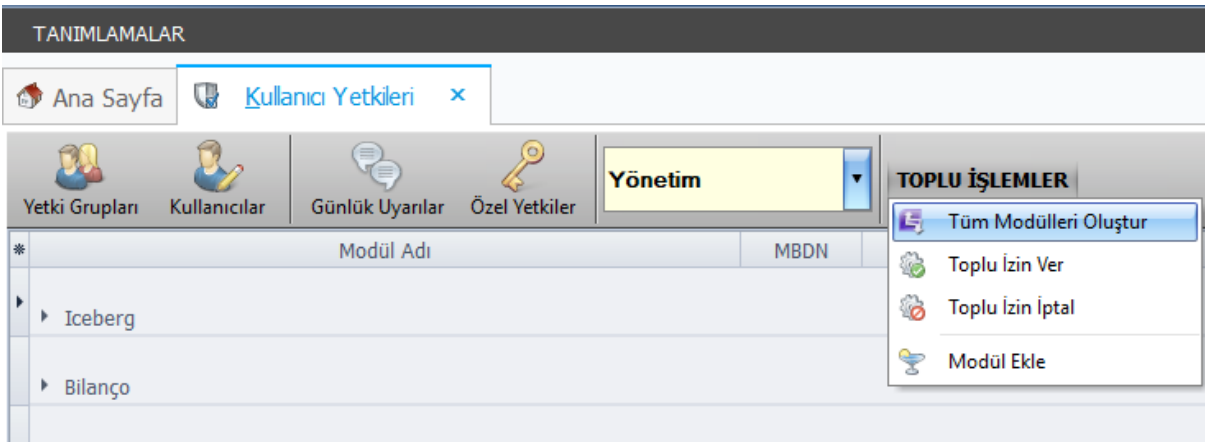 TANIMLAMALAR
Ana Sayfa
Kullanıcı Yetkileri
Yetki Grupları
Kullanıcılar
Günlük Uyarılar
Özel Yetkiler
Yönetim
TOPLU İŞLEMLER
Tüm Modülleri Oluştur
Toplu İzin Ver
Toplu İzin İptal
Modül Ekle
Modül Adı
MBDN
Iceberg
Bilanço